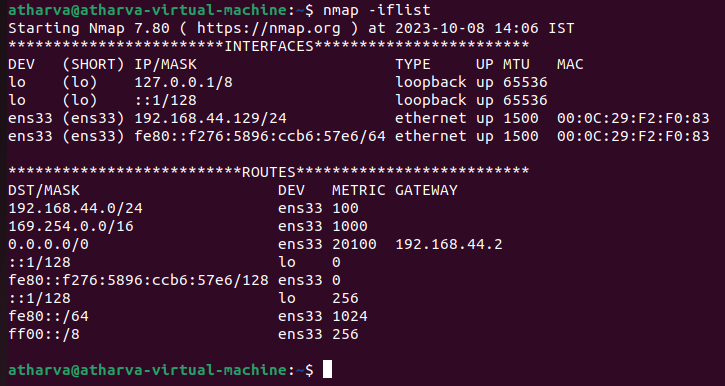 atharva@atharva-virtual-machine:~$ nmap -iflist
Starting Nmap 7.80 ( https://nmap.org ) at 2023-10-08 14:06 IST
************************INTERFACES************************
DEV   (SHORT) IP/MASK                      TYPE     UP MTU   MAC
lo    (lo)    127.0.0.1/8                  loopback up 65536
lo    (lo)    ::1/128                      loopback up 65536
ens33 (ens33) 192.168.44.129/24            ethernet up 1500  00:0C:29:F2:F0:83
ens33 (ens33) fe80::f276:5896:ccb6:57e6/64 ethernet up 1500  00:0C:29:F2:F0:83

**************************ROUTES**************************
DST/MASK                      DEV   METRIC GATEWAY
192.168.44.0/24               ens33 100
169.254.0.0/16                ens33 1000
0.0.0.0/0                     ens33 20100  192.168.44.2
::1/128                       lo    0
fe80::f276:5896:ccb6:57e6/128 ens33 0
::1/128                       lo    256
fe80::/64                     ens33 1024
ff00::/8                      ens33 256

atharva@atharva-virtual-machine:~$